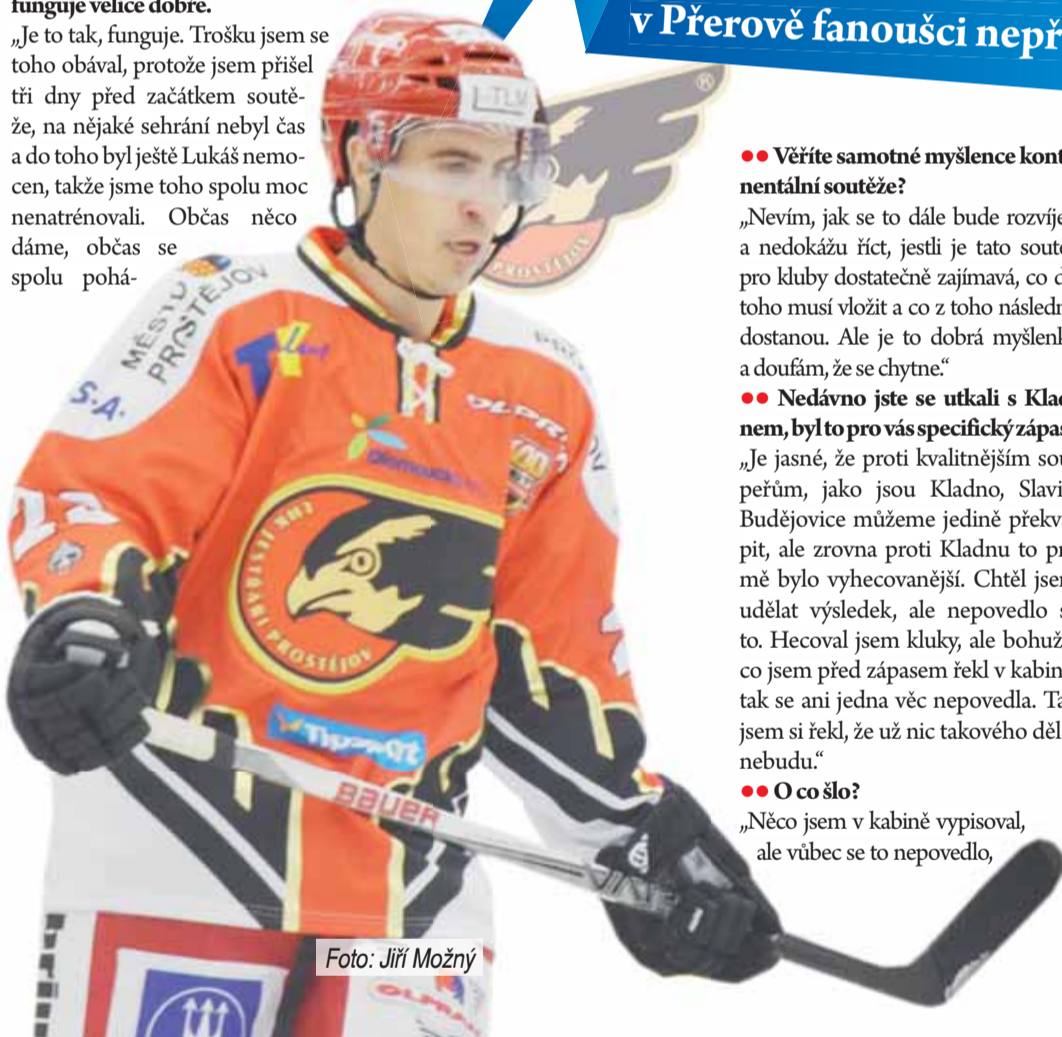 funguje velice dobře.
„Je to tak, funguje. Trošku jsem se
toho obával, protože jsem přišel
tři dny před začátkem soutě-
že, na nějaké sehrání nebyl čas
a do toho byl ještě Lukáš nemo-
cen, takže jsme toho spolu moc
nenatrénovali. Občas něco
dáme, občas se
spolu pohá-
v Přerově fanoušci nepř
●● Věříte samotné myšlence kont
nentální soutěže?
„Nevím, jak se to dále bude rozvíje
a nedokážu říct, jestli je tato soutě
pro kluby dostatečně zajímavá, co d
toho musí vložit a co z toho následn
dostanou. Ale je to dobrá myšlenk
a doufám, že se chytne.“
●● Nedávno jste se utkali s Klad
nem, byl to pro vás specifický zápas
„Je jasné, že proti kvalitnějším sou
peřům, jako jsou Kladno, Slavi
Budějovice můžeme jedině překv
pit, ale zrovna proti Kladnu to pr
mě bylo vyhecovanější. Chtěl jsem
udělat výsledek, ale nepovedlo s
to. Hecoval jsem kluky, ale bohuž
co jsem před zápasem řekl v kabin
tak se ani jedna věc nepovedla. Ta
jsem si řekl, že už nic takového děl
nebudu.“
●● O co šlo?
„Něco jsem v kabině vypisoval,
ale vůbec se to nepovedlo,
L-TLM
®
PROSTĚJOV
MĚSTO
PROSTĚJOV
S.A.
23
LHK JESTŘÁBI PROSTĚJOV
Tipsport
BAUER
Foto: Jiří Možný